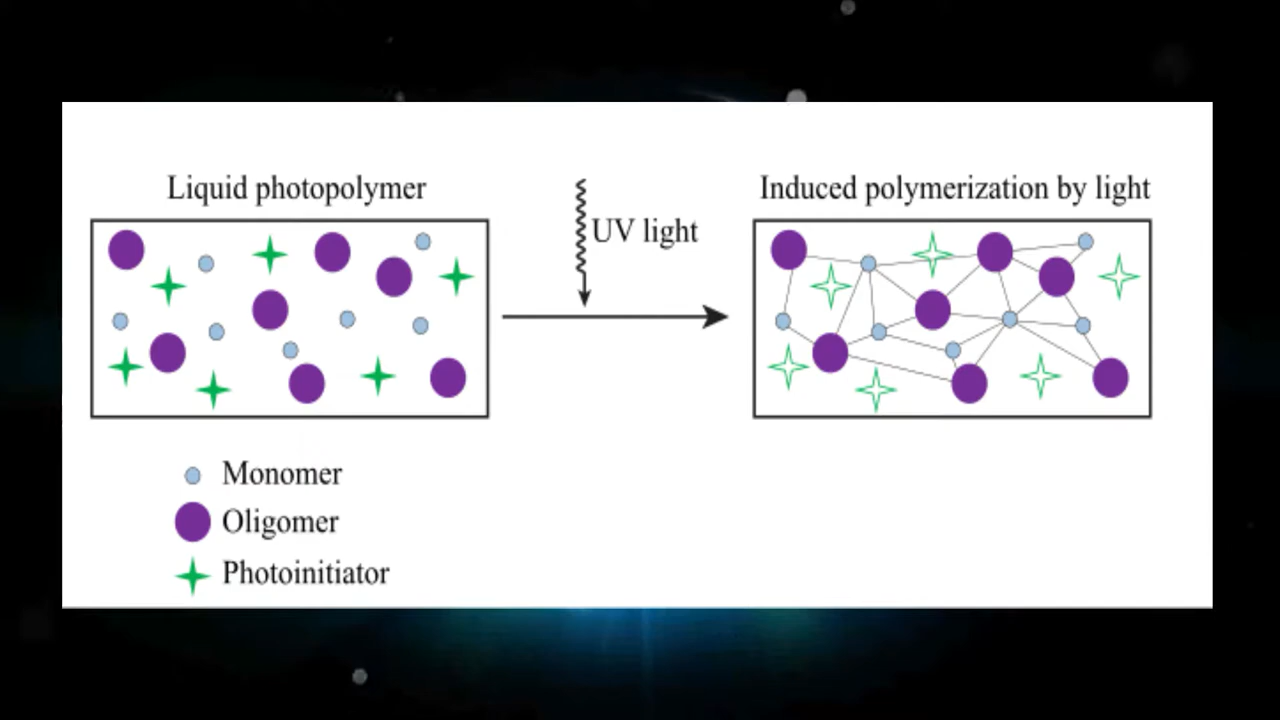 Liquid photopolymer
UV light
Induced polymerization by light
Monomer
Oligomer
Photoinitiator